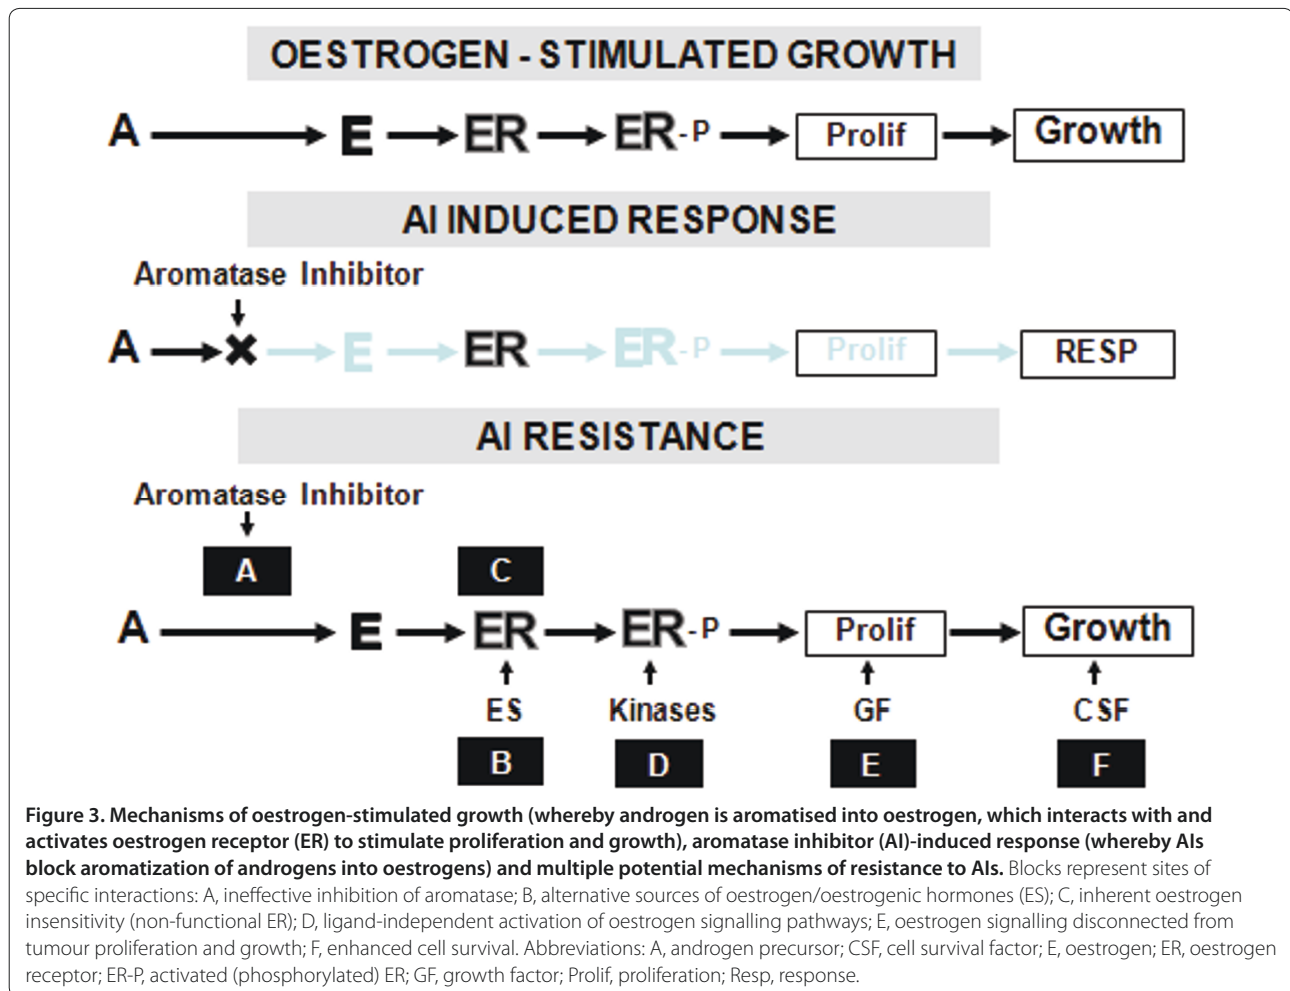 OESTROGEN - STIMULATED GROWTH
A E ER ER-P Prolif Growth
AI INDUCED RESPONSE
Aromatase Inhibitor
A E ER ER-P Prolif RESP
AI RESISTANCE
Aromatase Inhibitor
A C
A E ER ER-P Prolif Growth
ES Kinases GF CSF
B D E F
Figure 3. Mechanisms of oestrogen-stimulated growth (whereby androgen is aromatised into oestrogen, which interacts with and
activates oestrogen receptor (ER) to stimulate proliferation and growth), aromatase inhibitor (AI)-induced response (whereby AIs
block aromatization of androgens into oestrogens) and multiple potential mechanisms of resistance to AIs. Blocks represent sites of
specific interactions: A, ineffective inhibition of aromatase; B, alternative sources of oestrogen/oestrogenic hormones (ES); C, inherent oestrogen
insensitivity (non-functional ER); D, ligand-independent activation of oestrogen signalling pathways; E, oestrogen signalling disconnected from
tumour proliferation and growth; F, enhanced cell survival. Abbreviations: A, androgen precursor; CSF, cell survival factor; E, oestrogen; ER, oestrogen
receptor; ER-P, activated (phosphorylated) ER; GF, growth factor; Prolif, proliferation; Resp, response.